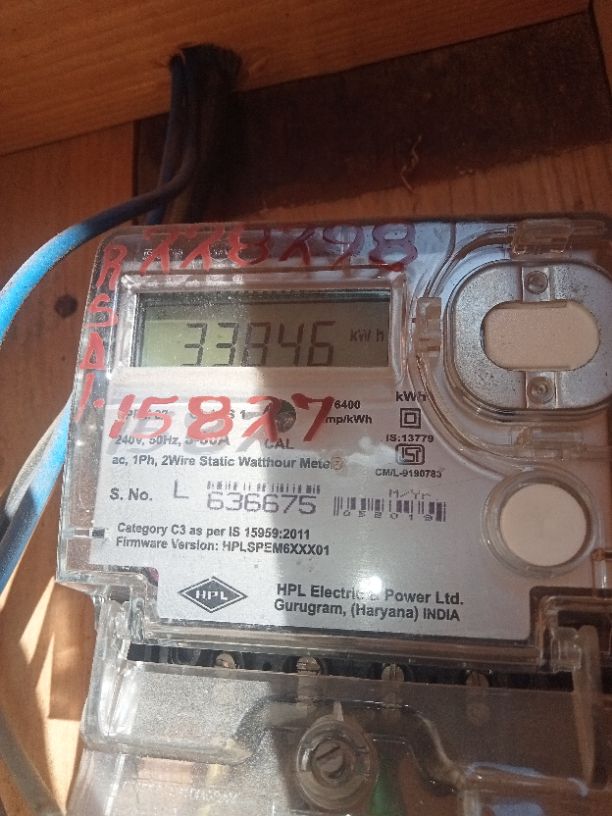 33846 kWh
15827
6400
imp/kWh
kWh
240V, 50Hz,
CAL
IS:13779
ac, 1Ph, 2Wire Static Watthour Meter
CM/L-9190783
S. No. L 636675
M/Yr
052019
Category C3 as per IS 15959:2011
Firmware Version: HPLSPEM6XXX01
HPL
HPL Electric & Power Ltd.
Gurugram, (Haryana) INDIA